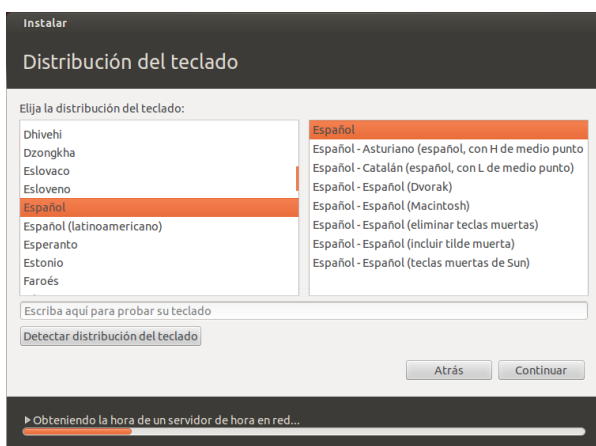 Instalar
Distribución del teclado
Elija la distribución del teclado:
Dhivehi
Dzongkha
Eslovaco
Esloveno
Español
Español (latinoamericano)
Esperanto
Estonio
Faroés
Español
Español - Asturiano (español, con H de medio punto
Español - Catalán (español, con L de medio punto)
Español - Español (Dvorak)
Español - Español (Macintosh)
Español - Español (eliminar teclas muertas)
Español - Español (incluir tilde muerta)
Español - Español (teclas muertas de Sun)
Escriba aquí para probar su teclado
Detectar distribución del teclado
Atrás
Continuar
Obteniendo la hora de un servidor de hora en red...